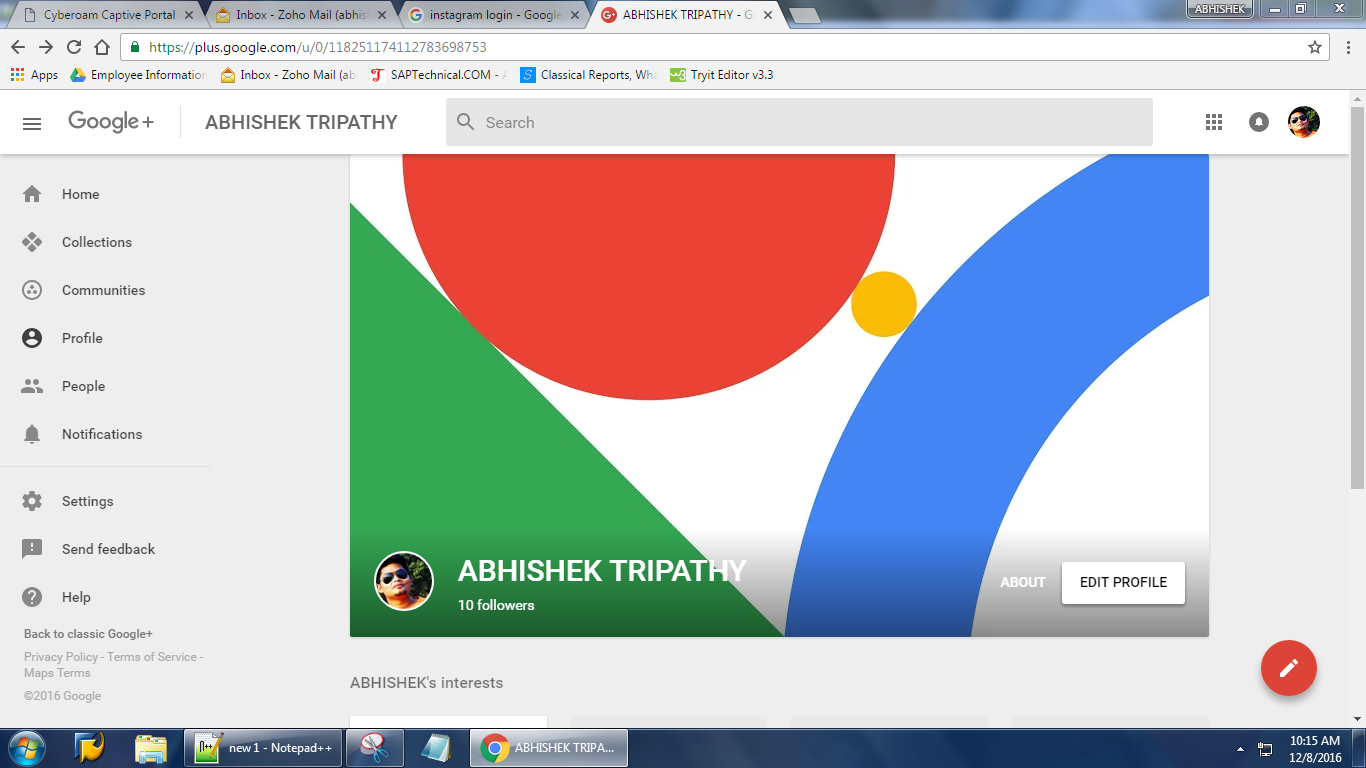 Cyberoam Captive Portal
Inbox - Zoho Mail (abhis
instagram login - Google
ABHISHEK TRIPATHY - G
ABHISHEK
https://plus.google.com/u/0/118251174112783698753
Apps
Employee Information
Inbox - Zoho Mail (ab
SAPTechnical.COM - A
Classical Reports, Wha
Tryit Editor v3.3
Google+
ABHISHEK TRIPATHY
Search
Home
Collections
Communities
Profile
People
Notifications
Settings
Send feedback
Help
Back to classic Google+
Privacy Policy - Terms of Service -
Maps Terms
©2016 Google
ABHISHEK TRIPATHY
10 followers
ABOUT
EDIT PROFILE
ABHISHEK's interests
new 1 - Notepad++
ABHISHEK TRIPA...
10:15 AM
12/8/2016